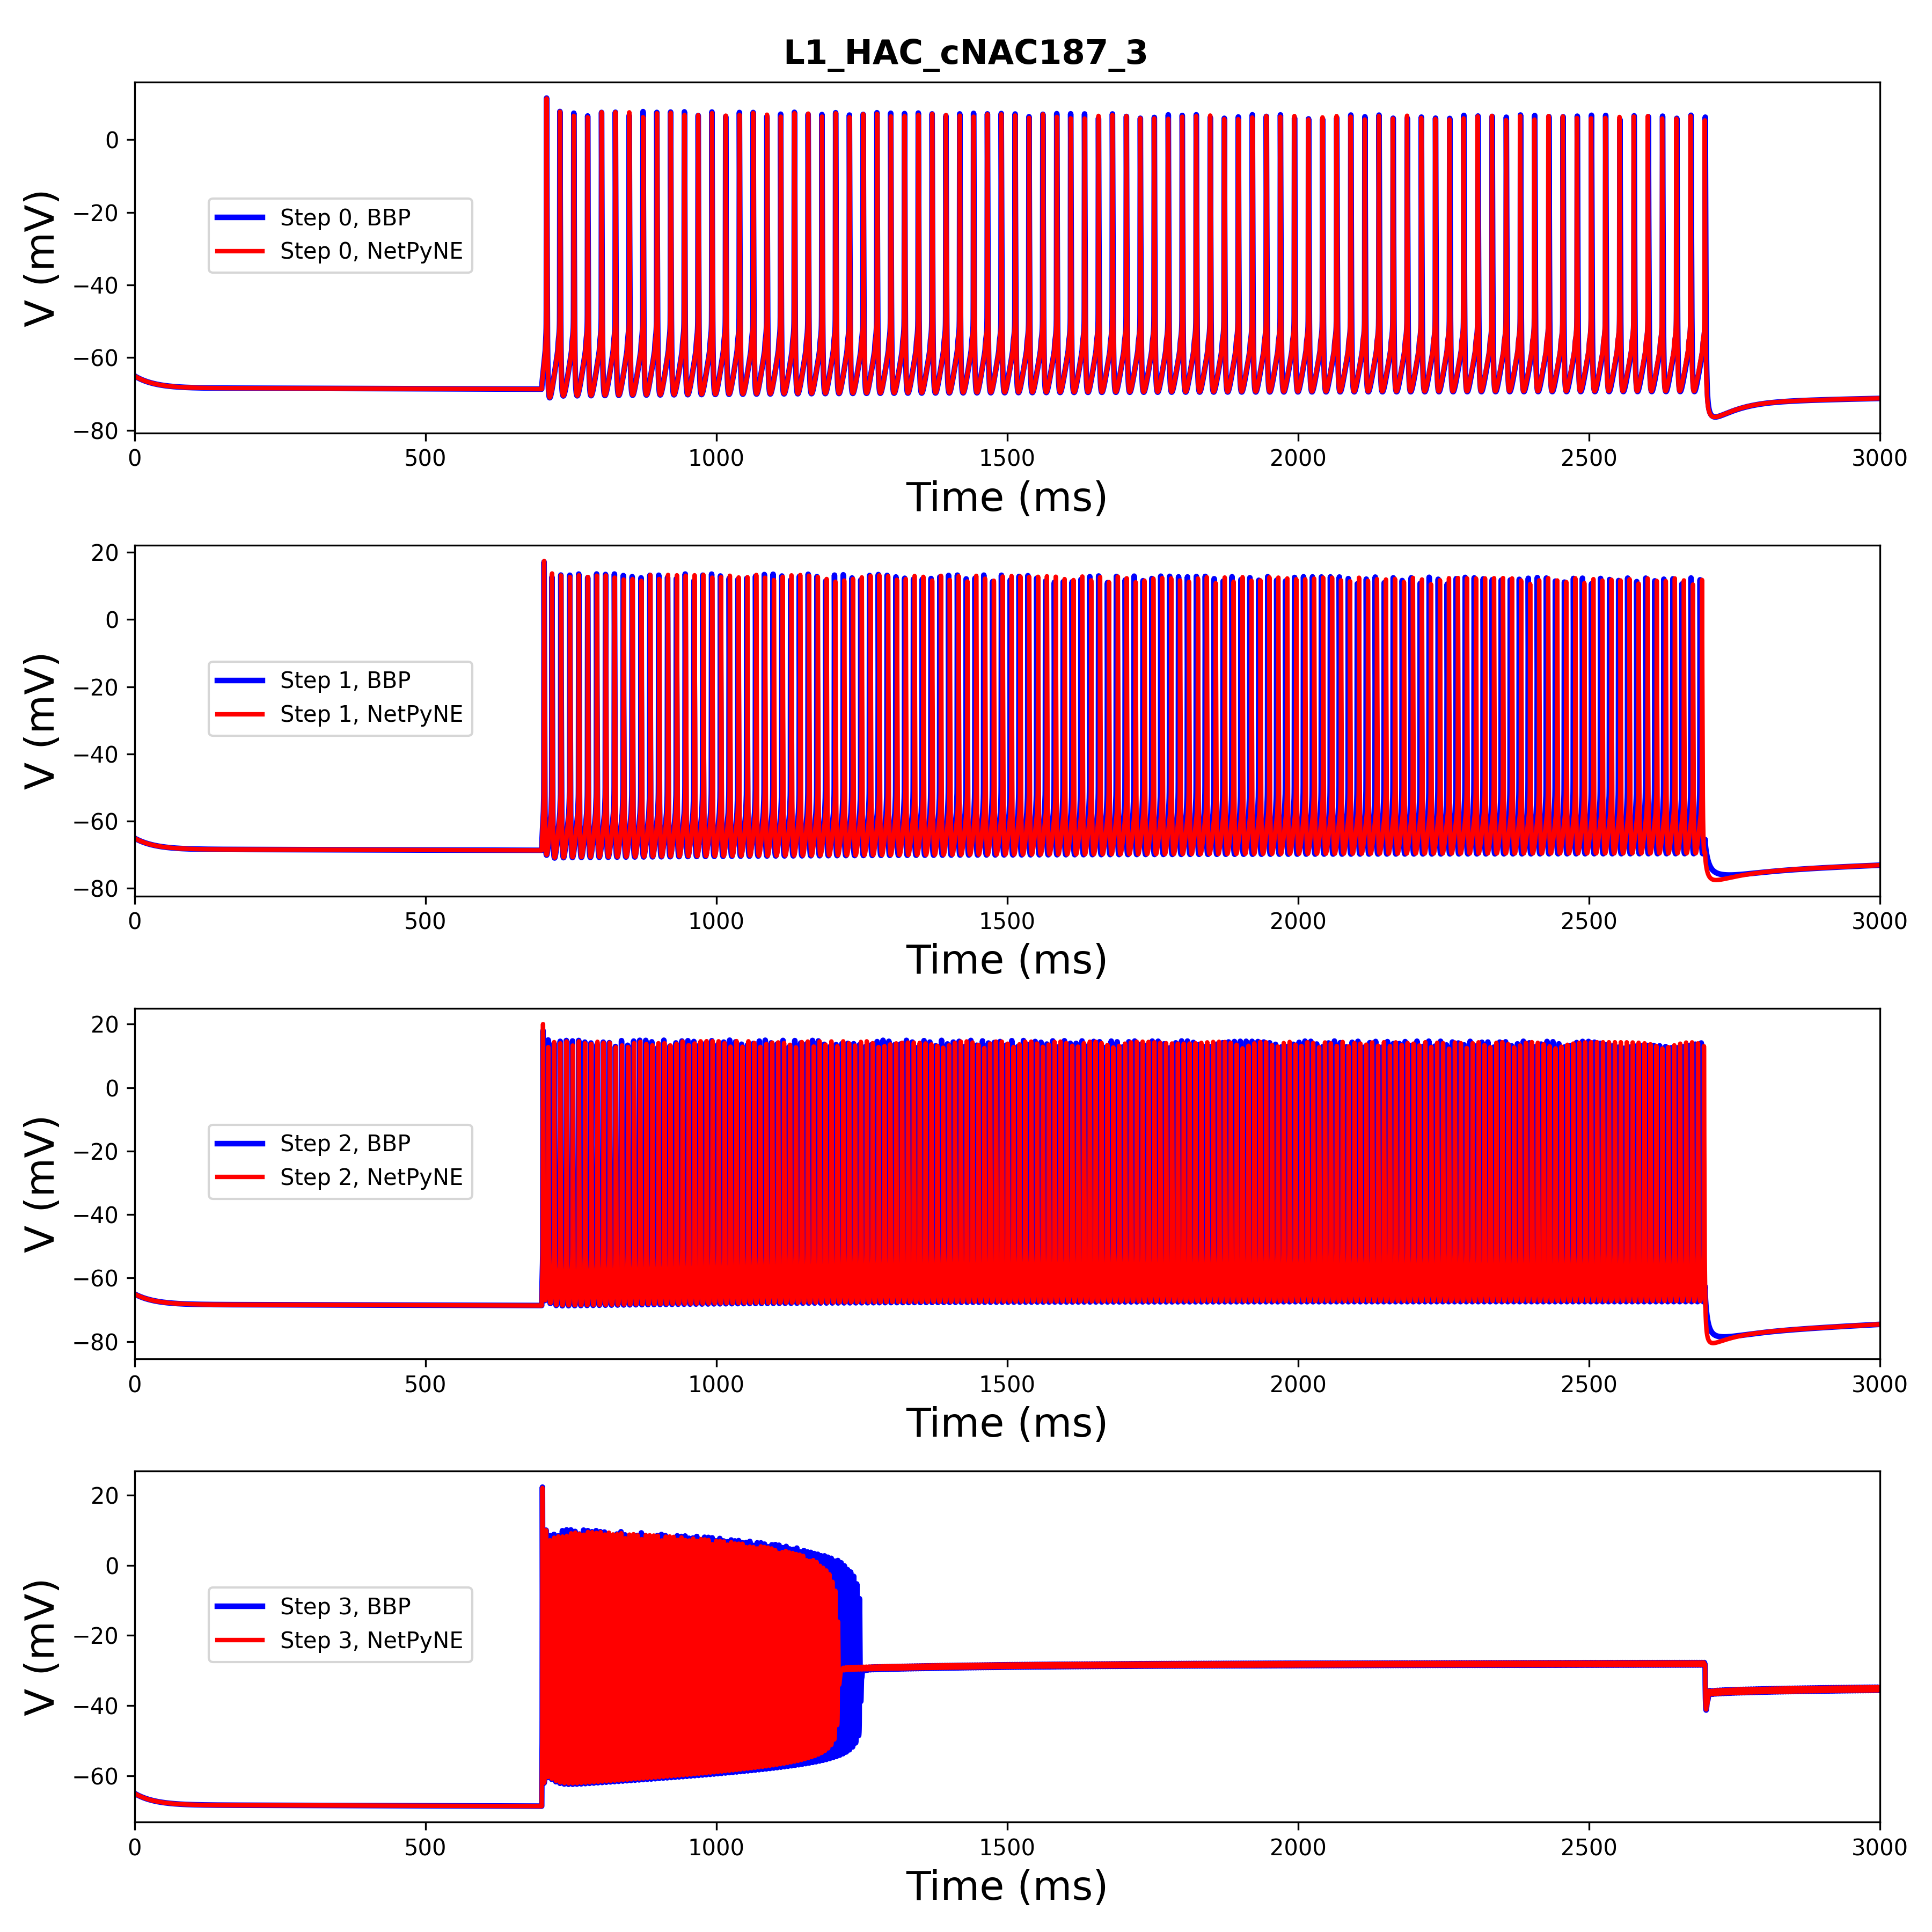 L1_HAC_cNAC187_3
V (mV)
0
−20
−40
−60
−80
Step 0, BBP
Step 0, NetPyNE
0 500 1000 1500 2000 2500 3000
Time (ms)
V (mV)
20
0
−20
−40
−60
−80
Step 1, BBP
Step 1, NetPyNE
0 500 1000 1500 2000 2500 3000
Time (ms)
V (mV)
20
0
−20
−40
−60
−80
Step 2, BBP
Step 2, NetPyNE
0 500 1000 1500 2000 2500 3000
Time (ms)
V (mV)
20
0
−20
−40
−60
Step 3, BBP
Step 3, NetPyNE
0 500 1000 1500 2000 2500 3000
Time (ms)